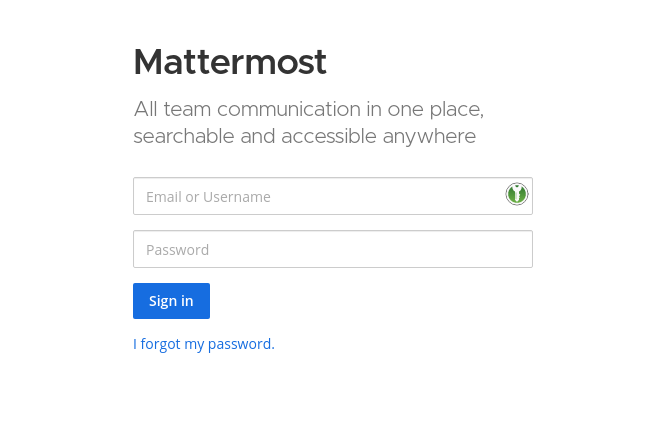 Mattermost
All team communication in one place,
searchable and accessible anywhere
Email or Username
Password
Sign in
I forgot my password.